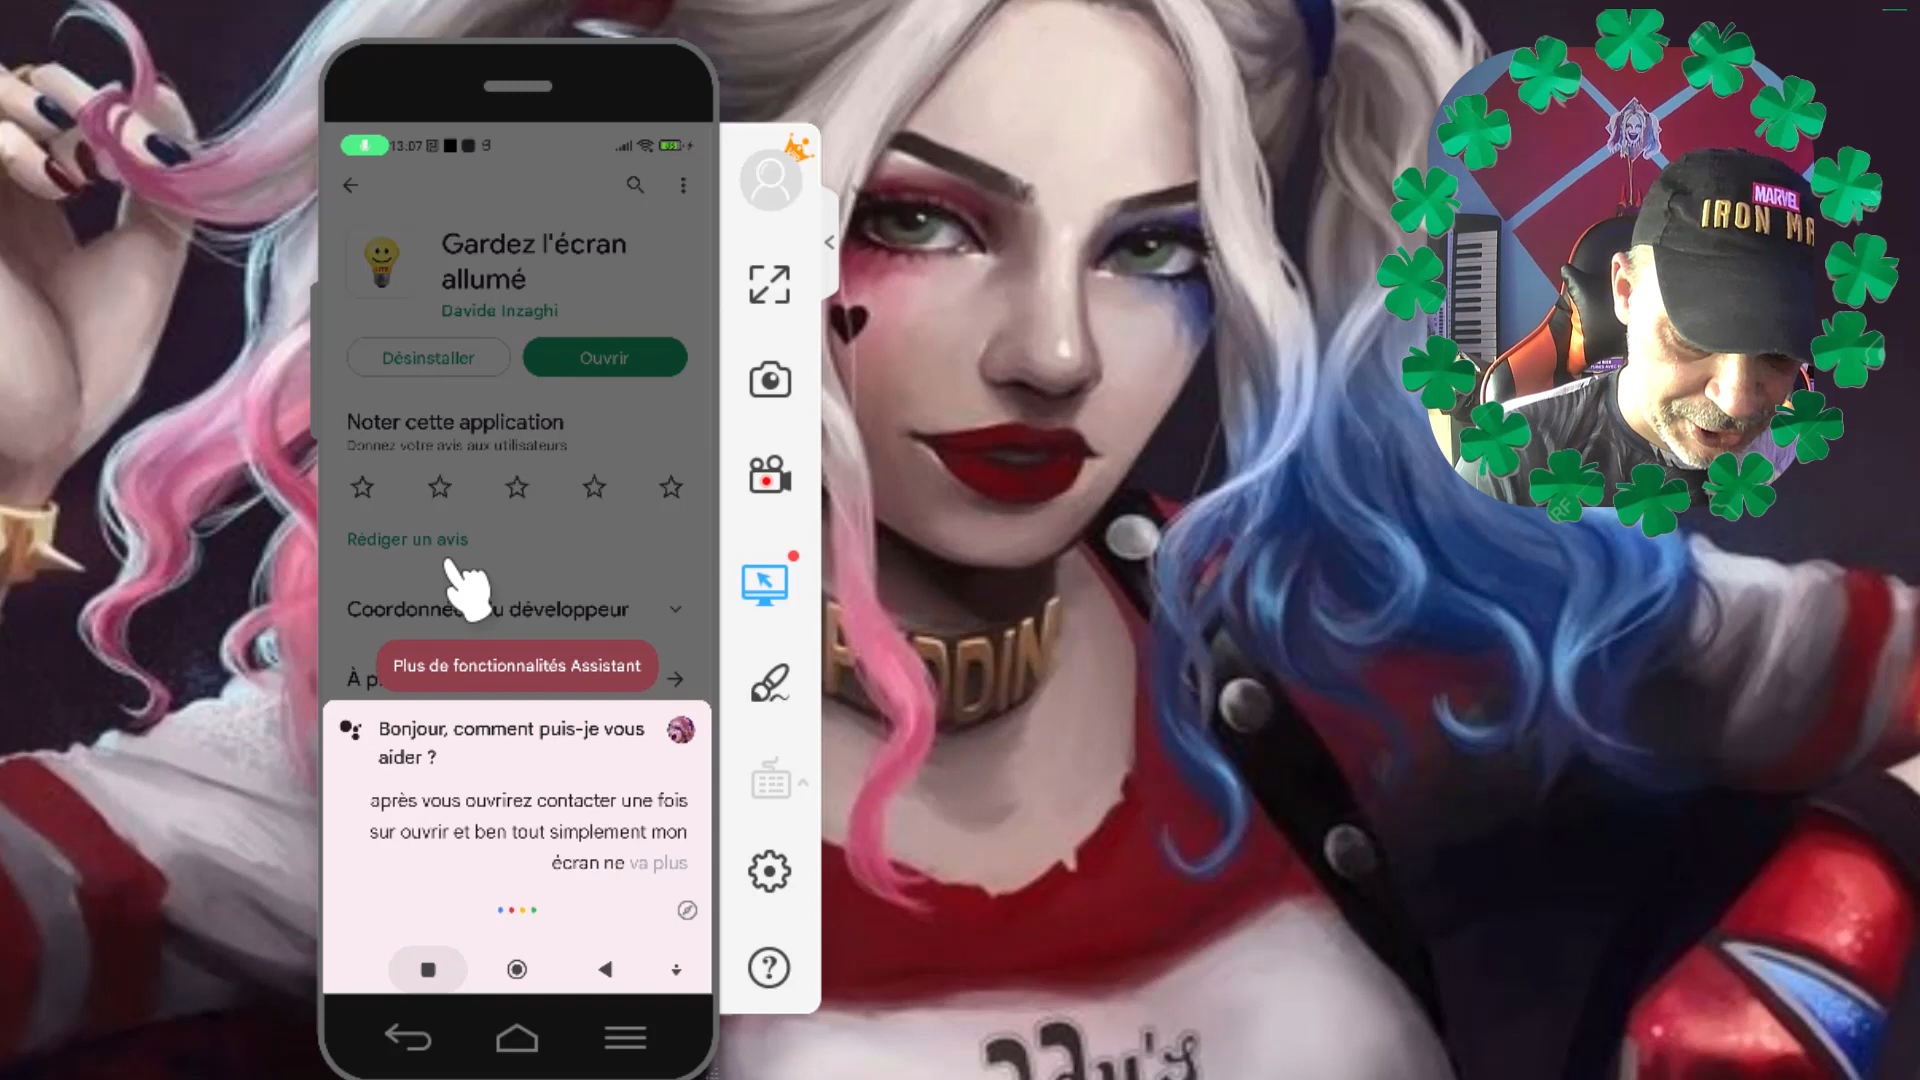 13.07
Gardez l'écran
allumé
Davide Inzaghi
Désinstaller
Ouvrir
Noter cette application
Donnez votre avis aux utilisateurs
Rédiger un avis
développeur
Plus de fonctionnalités Assistant
À p
Bonjour, comment puis-je vous
aider ?
après vous ouvrirez contacter une fois
sur ouvrir et ben tout simplement mon
écran ne va plus
MARVEL
IRON MA
RF